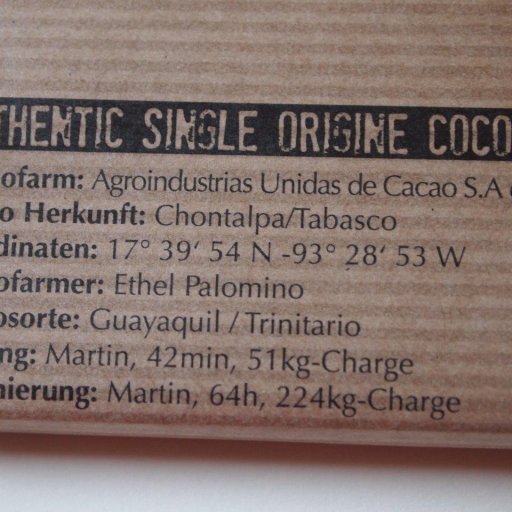 THENTIC SINGLE ORIGINE COCO
ofarm: Agroindustrias Unidas de Cacao S.A
o Herkunft: Chontalpa/Tabasco
dinaten: 17° 39‘ 54 N -93° 28‘ 53 W
ofarmer: Ethel Palomino
osorte: Guayaquil / Trinitario
ng: Martin, 42min, 51kg-Charge
nierung: Martin, 64h, 224kg-Charge